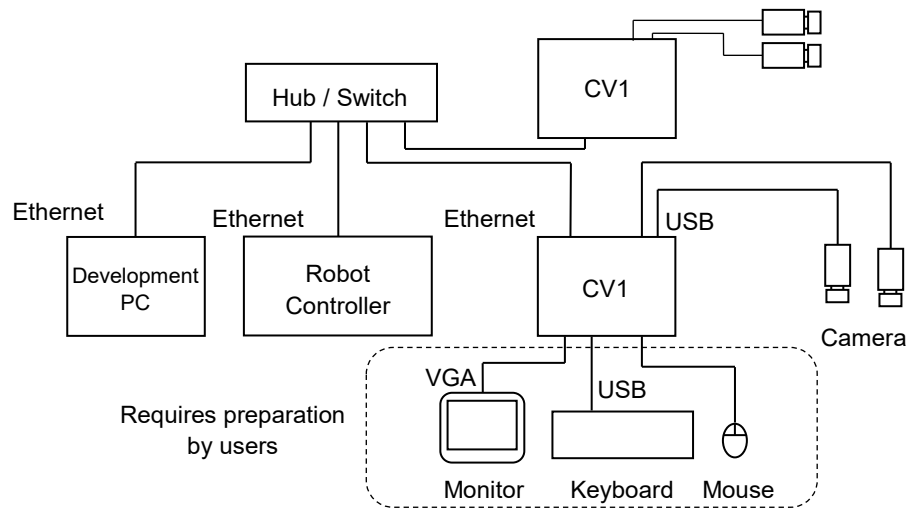 CV1
Hub / Switch
Ethernet
Ethernet
Ethernet
USB
Development
PC
Robot
Controller
CV1
Camera
VGA
USB
Requires preparation
by users
Monitor
Keyboard
Mouse